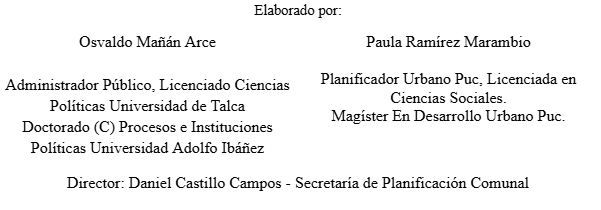 Elaborado por:
Osvaldo Mañán Arce
Administrador Público, Licenciado Ciencias
Políticas Universidad de Talca
Doctorado (C) Procesos e Instituciones
Políticas Universidad Adolfo Ibáñez
Paula Ramírez Marambio
Planificador Urbano Puc, Licenciada en
Ciencias Sociales.
Magíster En Desarrollo Urbano Puc.
Director: Daniel Castillo Campos - Secretaría de Planificación Comunal